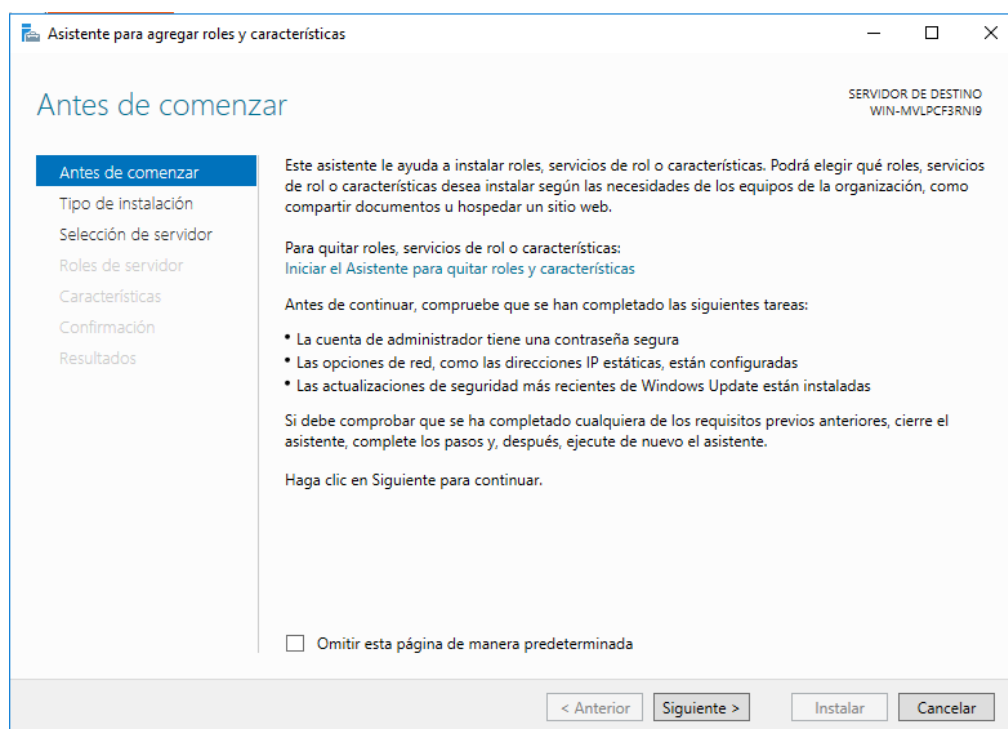 Asistente para agregar roles y características
Antes de comenzar
SERVIDOR DE DESTINO
WIN-MVLPCF3RNI9
Antes de comenzar
Tipo de instalación
Selección de servidor
Roles de servidor
Características
Confirmación
Resultados
Este asistente le ayuda a instalar roles, servicios de rol o características. Podrá elegir qué roles, servicios
de rol o características desea instalar según las necesidades de los equipos de la organización, como
compartir documentos u hospedar un sitio web.
Para quitar roles, servicios de rol o características:
Iniciar el Asistente para quitar roles y características
Antes de continuar, compruebe que se han completado las siguientes tareas:
• La cuenta de administrador tiene una contraseña segura
• Las opciones de red, como las direcciones IP estáticas, están configuradas
• Las actualizaciones de seguridad más recientes de Windows Update están instaladas
Si debe comprobar que se ha completado cualquiera de los requisitos previos anteriores, cierre el
asistente, complete los pasos y, después, ejecute de nuevo el asistente.
Haga clic en Siguiente para continuar.
Omitir esta página de manera predeterminada
< Anterior
Siguiente >
Instalar
Cancelar